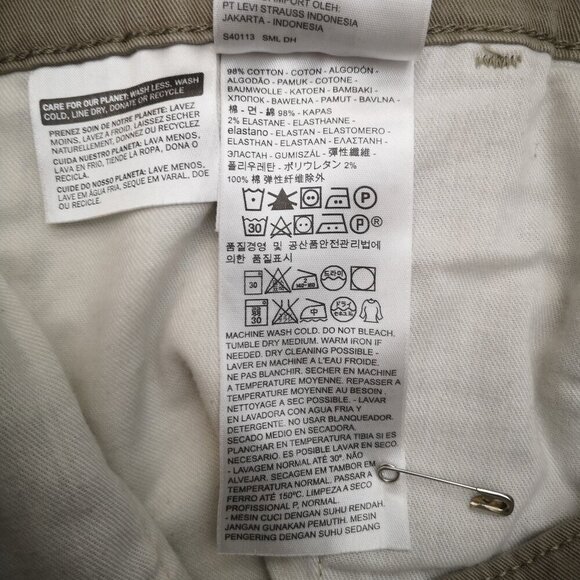 PT LEVI STRAUSS INDONESIA
JAKARTA - INDONESIA
S40113 SML DH
CARE FOR OUR PLANET: WASH LESS, WASH
COLD, LINE DRY, DONATE OR RECYCLE
PRENEZ SOIN DE NOTRE PLANETE: LAVEZ
MOINS, LAVEZ A FROID, LAISSEZ SECHER
NATURELLEMENT, DONNEZ OU RECYCLEZ
CUIDA NUESTRO PLANETA: LAVA MENOS,
LAVA EN FRIO, TIENDE LA ROPA, DONA O
RECICLA.
CUIDE DO NOSSO PLANETA: LAVE MENOS,
LAVE EM ÁGUA FRIA, SEQUE EM VARAL, DOE
OU RECYCLE.
98% COTTON - COTON - ALGODÓN -
ALGODÃO - PAMUK - COTONE -
BAUMWOLLE - KATOEN - BAMBAKI -
ХЛОПОК - BAWEŁNA - PAMUT - BAVLNA -
棉 - 면 - 綿 98% - KAPAS
2% ELASTANE - ELASTHANNE -
elastano - ELASTAN - ELASTOMERO -
ELASTHAN - ELASTAAN - ΕΛΑΣΤΑΝΗ -
ЭЛАСТАН - GUMISZÁL - 彈性纖維 -
폴리우레탄 - ポリウレタン 2%
100% 棉 弹性纤维除外
P
30 P ®
품질경영 및 공산품안전관리법에
의한 품질표시
30 드라이
30 ドライ
MACHINE WASH COLD. DO NOT BLEACH.
TUMBLE DRY MEDIUM. WARM IRON IF
NEEDED. DRY CLEANING POSSIBLE -
LAVER EN MACHINE A L'EAU FROIDE.
NE PAS BLANCHIR. SECHER EN MACHINE
A TEMPERATURE MOYENNE. REPASSER A
TEMPERATURE MOYENNE AU BESOIN.
NETTOYAGE A SEC POSSIBLE. - LAVAR
EN LAVADORA CON AGUA FRIA Y
DETERGENTE. NO USAR BLANQUEADOR.
SECADO MEDIO EN SECADORA.
PLANCHAR EN TEMPERATURA TIBIA SI ES
NECESARIO. ES POSIBLE LAVAR EN SECO.
- LAVAGEM NORMAL ATÉ 30º. NÃO
ALVEJAR. SECAGEM EM TAMBOR EM
TEMPERATURA NORMAL. PASSAR A
FERRO ATÉ 150ºC. LIMPEZA A SECO
PROFISSIONAL P, NORMAL.
- MESIN CUCI DENGAN SUHU RENDAH.
JANGAN GUNAKAN PEMUTIH. MESIN
PENGERING DENGAN SUHU SEDANG